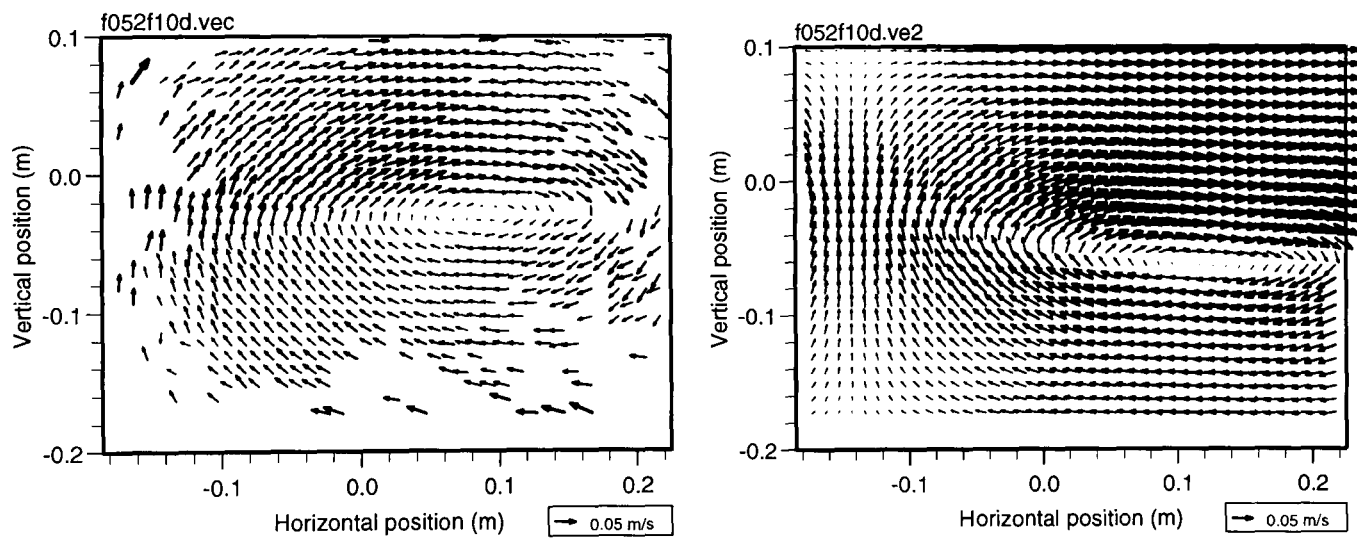 f052f10d.vec
0.1
0.0
-0.1
-0.2
Vertical position (m)
-0.1
0.0
0.1
0.2
Horizontal position (m)
0.05 m/s
f052f10d.ve2
0.1
0.0
-0.1
-0.2
Vertical position (m)
-0.1
0.0
0.1
0.2
Horizontal position (m)
0.05 m/s